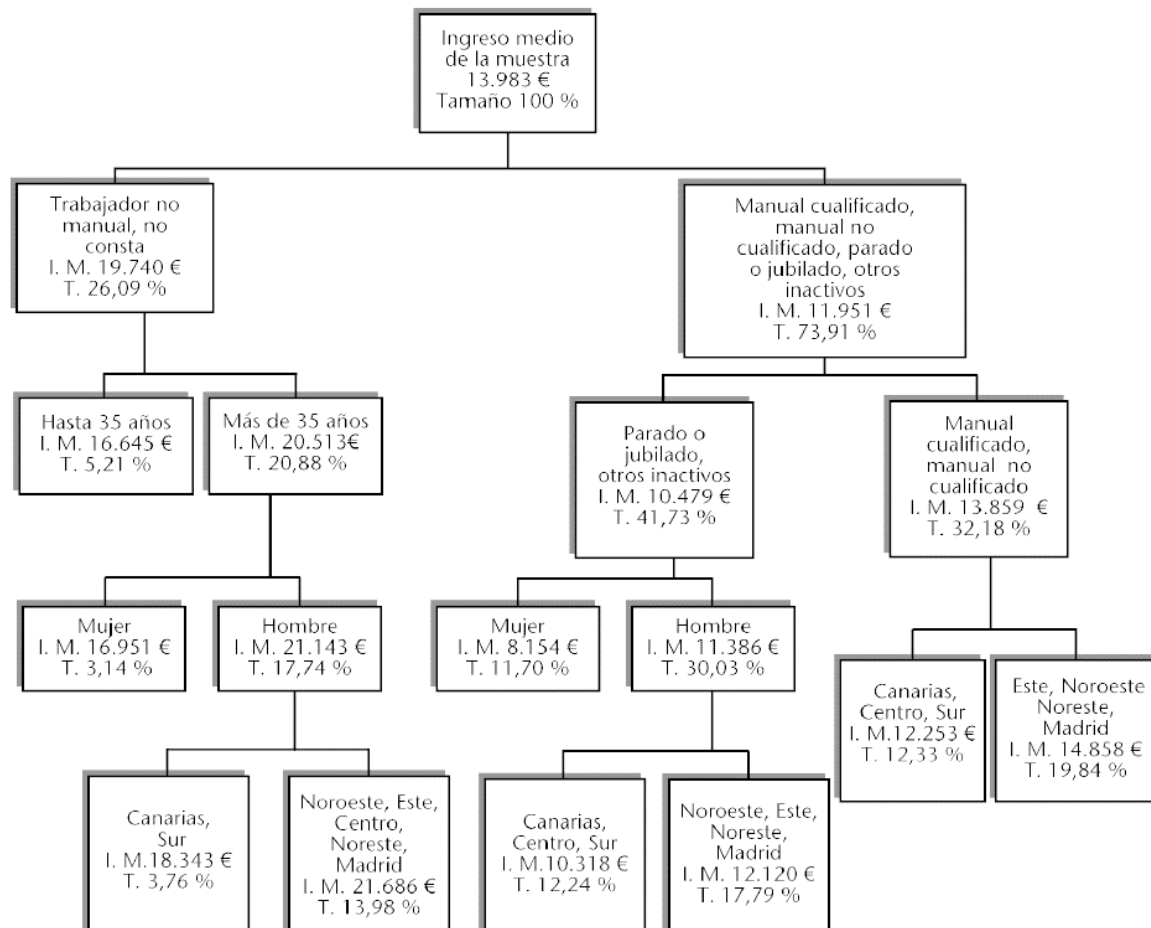 Ingreso medio
de la muestra
13.983 €
Tamaño 100 %
Trabajador no
manual, no
consta
I. M. 19.740 €
T. 26,09 %
Manual cualificado,
manual no
cualificado, parado
o jubilado, otros
inactivos
I. M. 11.951 €
T. 73,91 %
Hasta 35 años
I. M. 16.645 €
T. 5,21 %
Más de 35 años
I. M. 20.513€
T. 20,88 %
Parado o
jubilado,
otros inactivos
I. M. 10.479 €
T. 41,73 %
Manual
cualificado,
manual no
cualificado
I. M. 13.859 €
T. 32,18 %
Mujer
I. M. 16.951 €
T. 3,14 %
Hombre
I. M. 21.143 €
T. 17,74 %
Mujer
I. M. 8.154 €
T. 11,70 %
Hombre
I. M. 11.386 €
T. 30,03 %
Canarias,
Centro, Sur
I. M.12.253 €
T. 12,33 %
Este, Noroeste
Noreste,
Madrid
I. M. 14.858 €
T. 19,84 %
Canarias,
Sur
I. M.18.343 €
T. 3,76 %
Noroeste, Este,
Centro,
Noreste,
Madrid
I. M. 21.686 €
T. 13,98 %
Canarias,
Centro, Sur
I. M.10.318 €
T. 12,24 %
Noroeste, Este,
Noreste,
Madrid
I. M. 12.120 €
T. 17,79 %